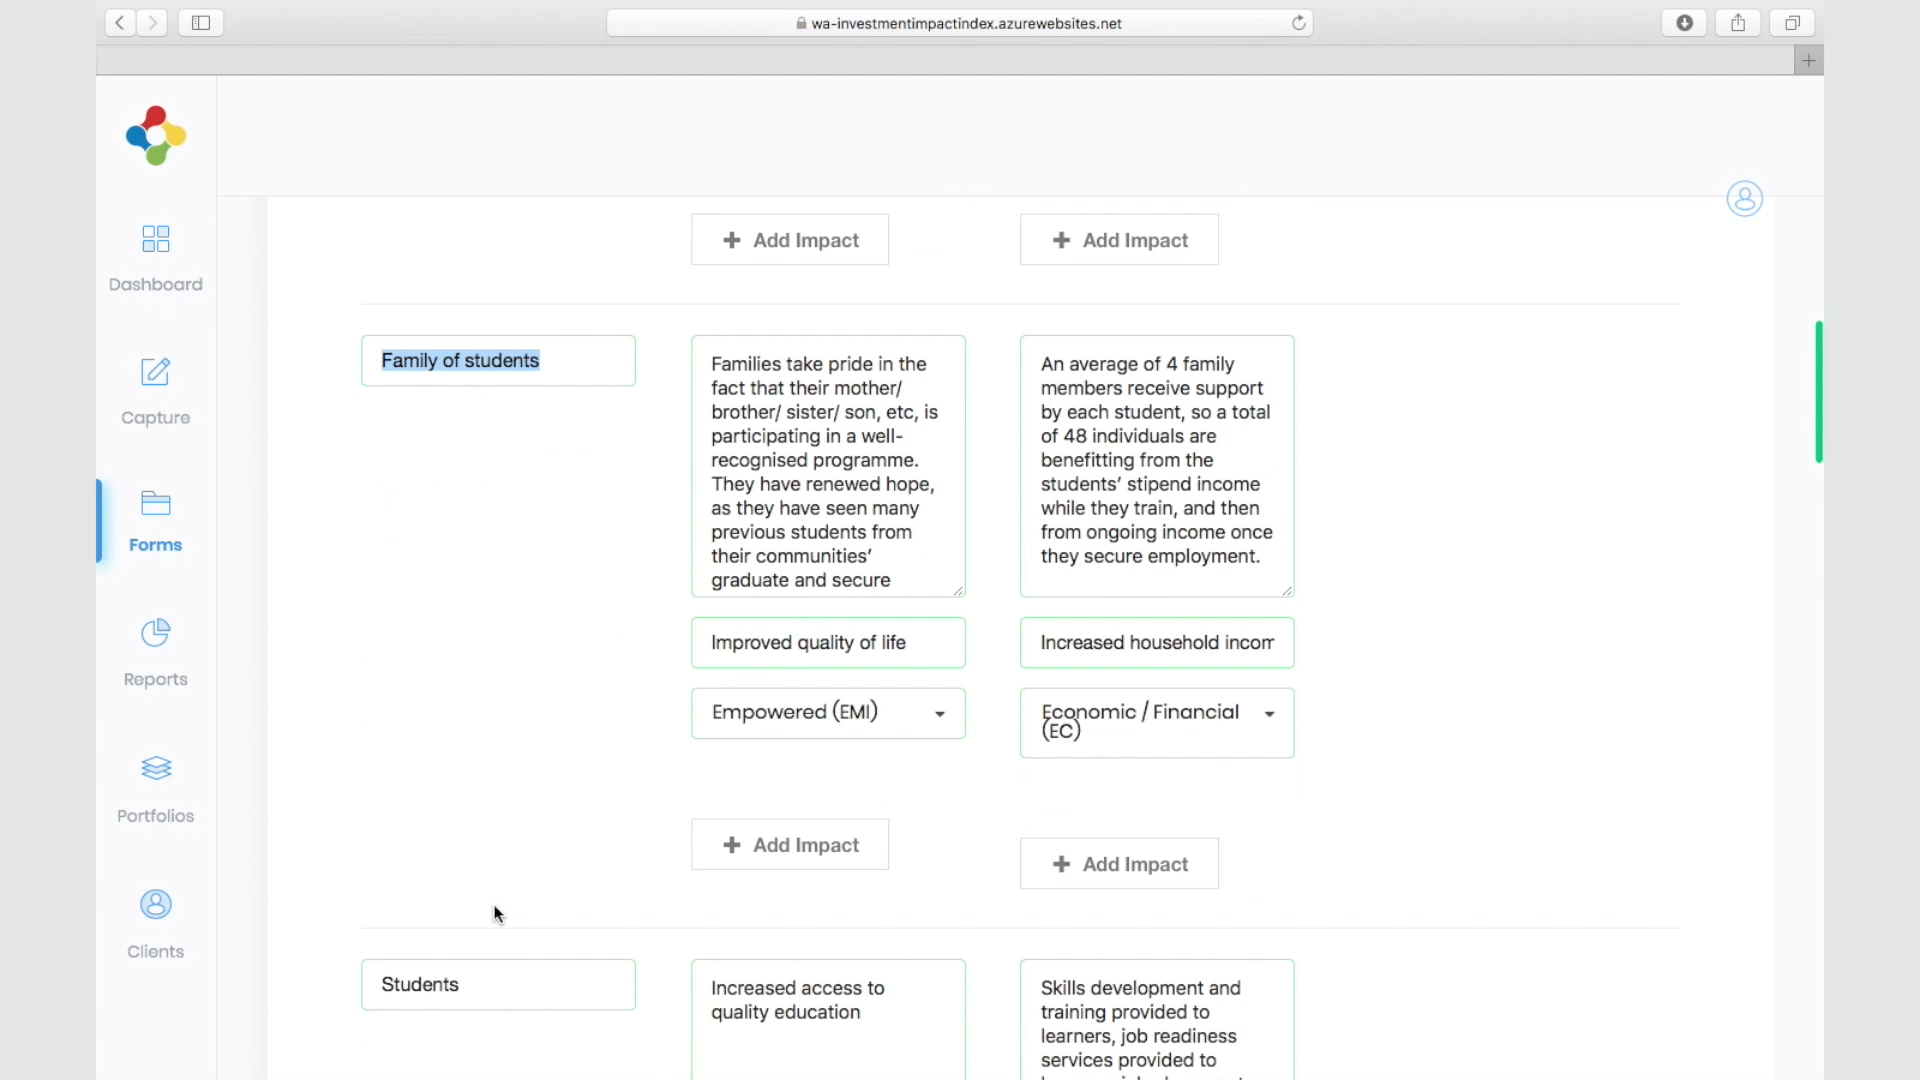 wa-investmentimpactindex.azurewebsites.net
Dashboard
Capture
Forms
Reports
Portfolios
Clients
Add Impact
Add Impact
Family of students
Families take pride in the
fact that their mother/
brother/ sister/ son, etc, is
participating in a well-
recognised programme.
They have renewed hope,
as they have seen many
previous students from
their communities’
graduate and secure
An average of 4 family
members receive support
by each student, so a total
of 48 individuals are
benefitting from the
students’ stipend income
while they train, and then
from ongoing income once
they secure employment.
Improved quality of life
Increased household incom
Empowered (EMI)
Economic / Financial
(EC)
Add Impact
Add Impact
Students
Increased access to
quality education
Skills development and
training provided to
learners, job readiness
services provided to